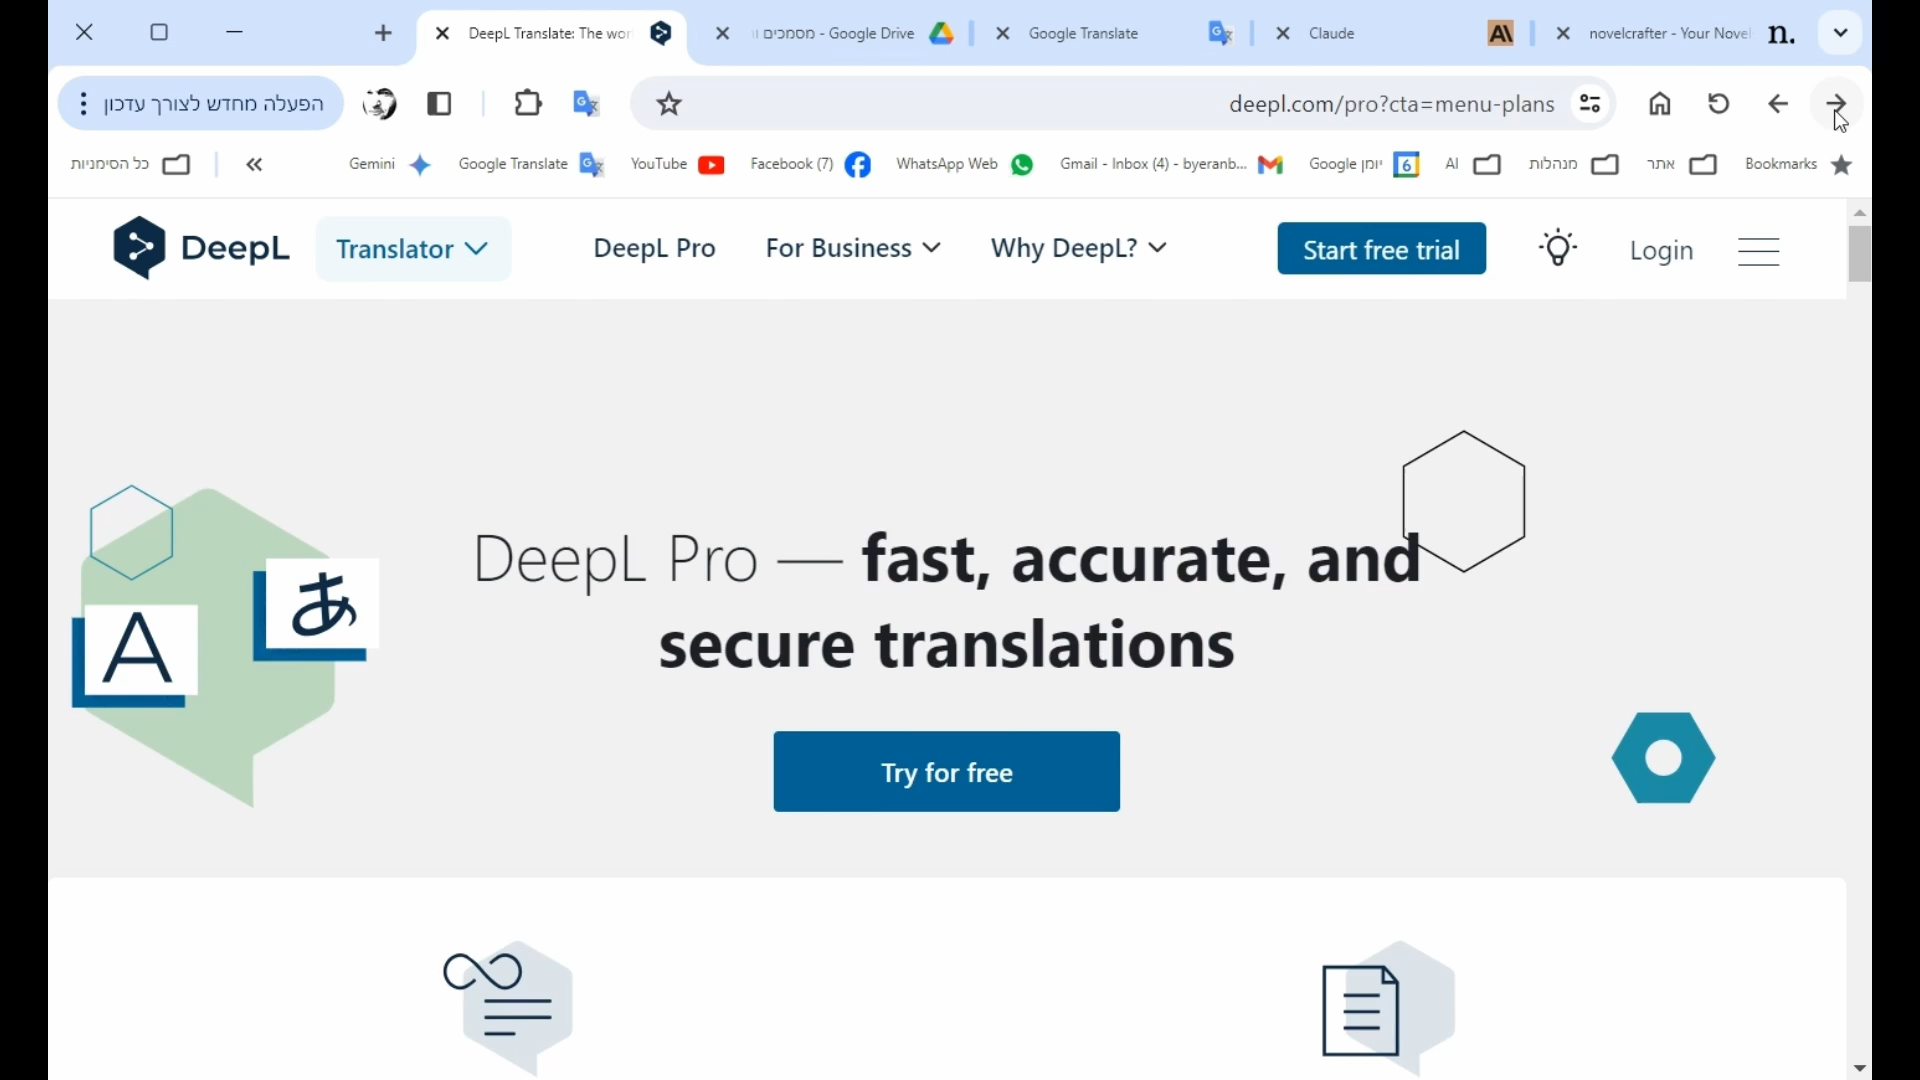 DeepL Translate: The wor
מסמכים וו - Google Drive
Google Translate
Claude
novelcrafter - Your Novel
n.
הפעלה מחדש לצורך עדכון
deepl.com/pro?cta=menu-plans
כל הסימניות
Gemini
Google Translate
YouTube
Facebook (7)
WhatsApp Web
Gmail - Inbox (4) - byeranb...
Google יומן
6
AI
מנהלות
אתר
Bookmarks
DeepL
Translator
DeepL Pro
For Business
Why DeepL?
Start free trial
Login
DeepL Pro — fast, accurate, and
secure translations
A
あ
Try for free